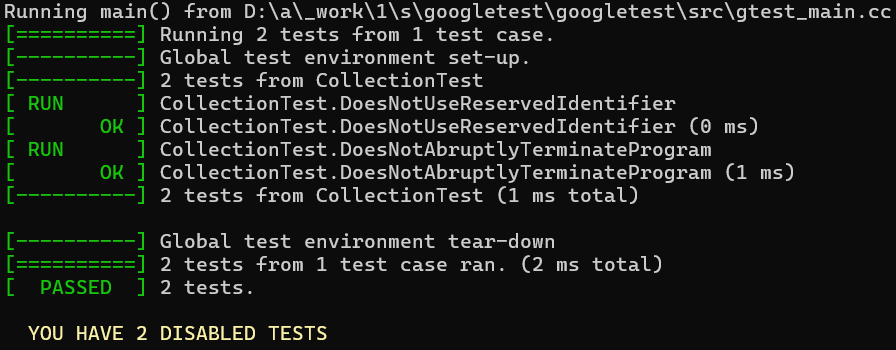 Running main() from D:\a\_work\1\s\googletest\googletest\src\gtest_main.cc
[==========] Running 2 tests from 1 test case.
[----------] Global test environment set-up.
[----------] 2 tests from CollectionTest
[ RUN      ] CollectionTest.DoesNotUseReservedIdentifier
[       OK ] CollectionTest.DoesNotUseReservedIdentifier (0 ms)
[ RUN      ] CollectionTest.DoesNotAbruptlyTerminateProgram
[       OK ] CollectionTest.DoesNotAbruptlyTerminateProgram (1 ms)
[----------] 2 tests from CollectionTest (1 ms total)

[----------] Global test environment tear-down
[==========] 2 tests from 1 test case ran. (2 ms total)
[  PASSED  ] 2 tests.

  YOU HAVE 2 DISABLED TESTS